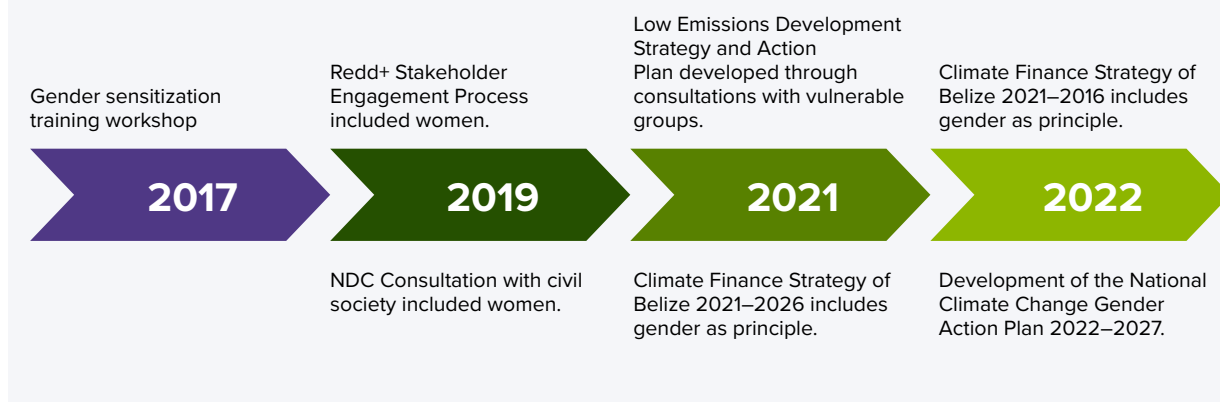 Gender sensitization
training workshop
2017
Redd+ Stakeholder
Engagement Process
included women.
2019
NDC Consultation with civil
society included women.
Low Emissions Development
Strategy and Action
Plan developed through
consultations with vulnerable
groups.
2021
Climate Finance Strategy of
Belize 2021–2026 includes
gender as principle.
Climate Finance Strategy of
Belize 2021–2016 includes
gender as principle.
2022
Development of the National
Climate Change Gender
Action Plan 2022–2027.